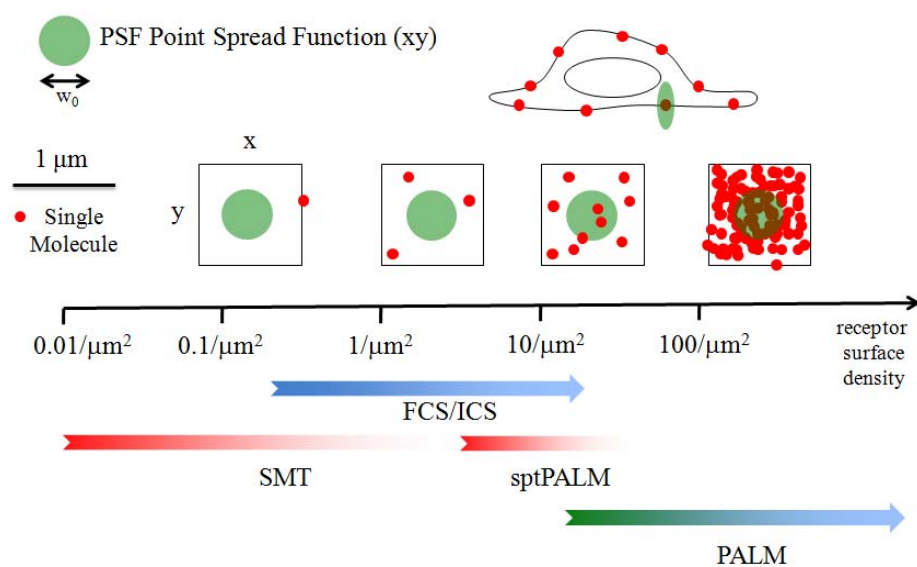 PSF Point Spread Function (xy)
w₀
x
1 μm
y
Single
Molecule
0.01/μm²
0.1/μm²
1/μm²
10/μm²
100/μm²
receptor
surface
density
FCS/ICS
SMT
sptPALM
PALM